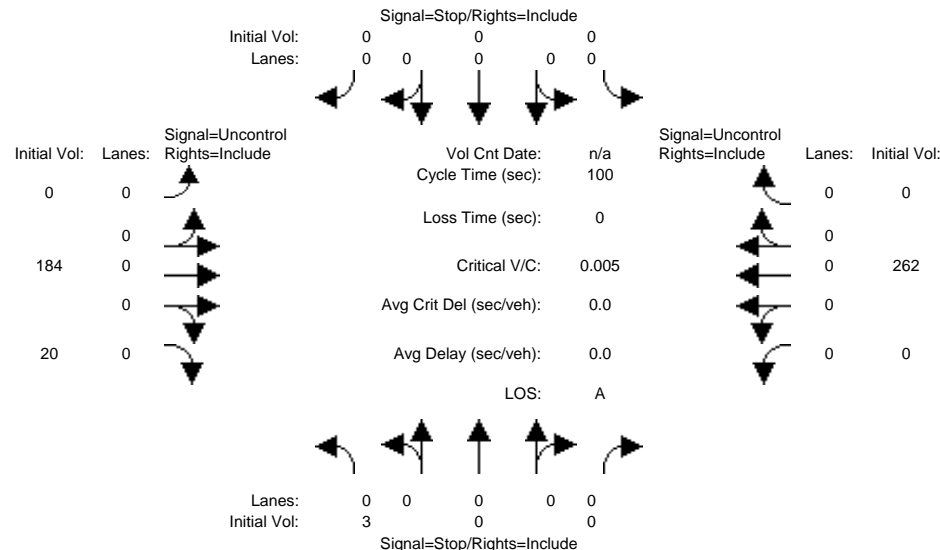 Signal=Stop/Rights=Include
Initial Vol: 0 0 0
Lanes: 0 0 0 0 0
Signal=Uncontrol Signal=Uncontrol
Initial Vol: Lanes: Rights=Include Vol Cnt Date: n/a Rights=Include Lanes: Initial Vol:
Cycle Time (sec): 100
0 0 0 0
Loss Time (sec): 0
0 0
184 0 Critical V/C: 0.005 0 262
0 Avg Crit Del (sec/veh): 0.0 0
20 0 Avg Delay (sec/veh): 0.0 0 0
LOS: A
Lanes: 0 0 0 0 0
Initial Vol: 3 0 0
Signal=Stop/Rights=Include